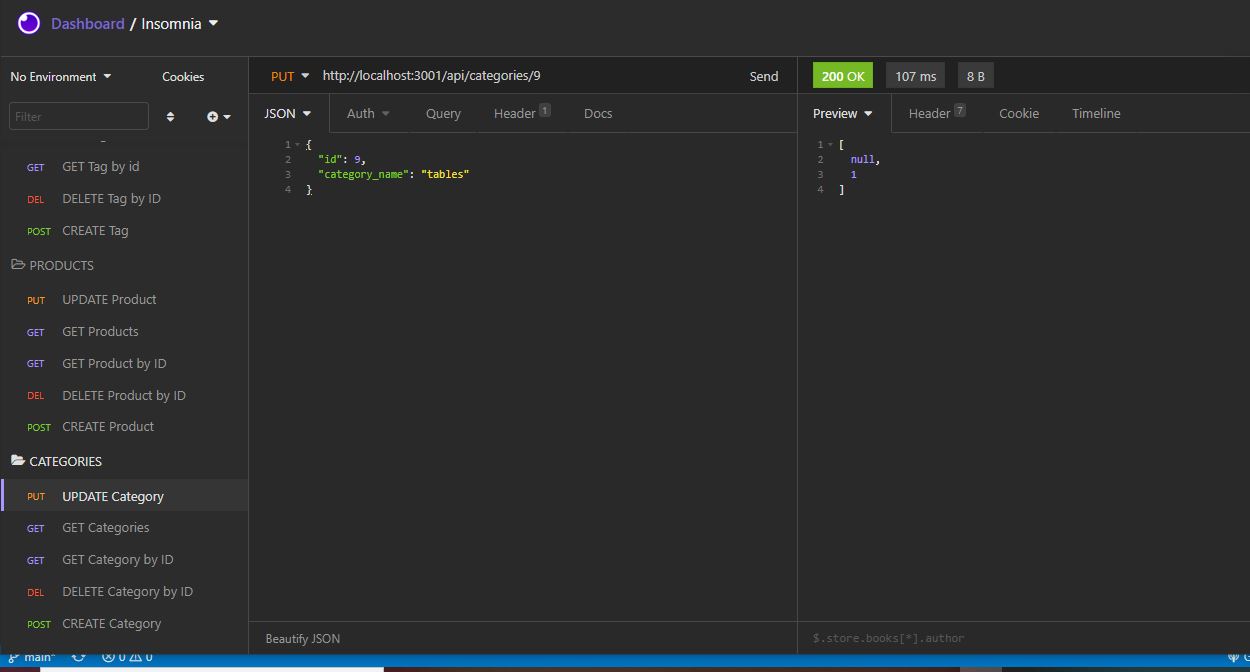 Dashboard / Insomnia
No Environment
Cookies
Filter
GET GET Tag by id
DEL DELETE Tag by ID
POST CREATE Tag
PRODUCTS
PUT UPDATE Product
GET GET Products
GET GET Product by ID
DEL DELETE Product by ID
POST CREATE Product
CATEGORIES
PUT UPDATE Category
GET GET Categories
GET GET Category by ID
DEL DELETE Category by ID
POST CREATE Category
PUT http://localhost:3001/api/categories/9 Send
JSON Auth Query Header 1 Docs
1 {
2 "id": 9,
3 "category_name": "tables"
4 }
Beautify JSON
200 OK 107 ms 8 B
Preview Header 7 Cookie Timeline
1 [
2 null,
3 1
4 ]
$.store.books[*].author
main* 0 0